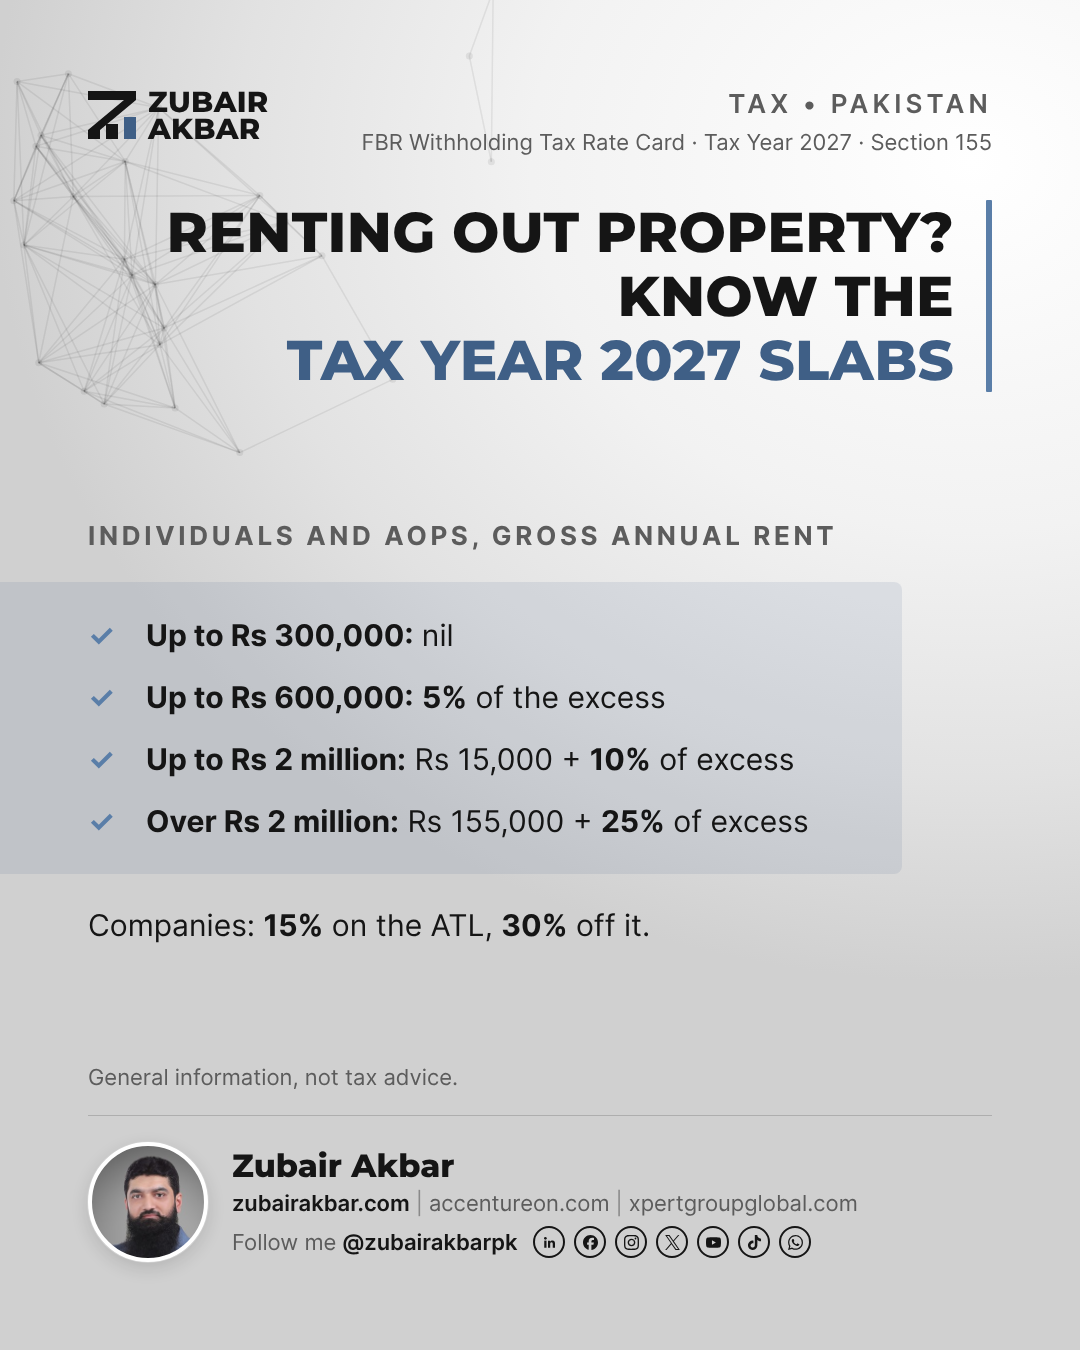 ZUBAIR
AKBAR
TAX • PAKISTAN
FBR Withholding Tax Rate Card · Tax Year 2027 · Section 155
RENTING OUT PROPERTY?
KNOW THE
TAX YEAR 2027 SLABS
INDIVIDUALS AND AOPS, GROSS ANNUAL RENT
Up to Rs 300,000: nil
Up to Rs 600,000: 5% of the excess
Up to Rs 2 million: Rs 15,000 + 10% of excess
Over Rs 2 million: Rs 155,000 + 25% of excess
Companies: 15% on the ATL, 30% off it.
General information, not tax advice.
Zubair Akbar
zubairakbar.com | accentureon.com | xpertgroupglobal.com
Follow me @zubairakbarpk